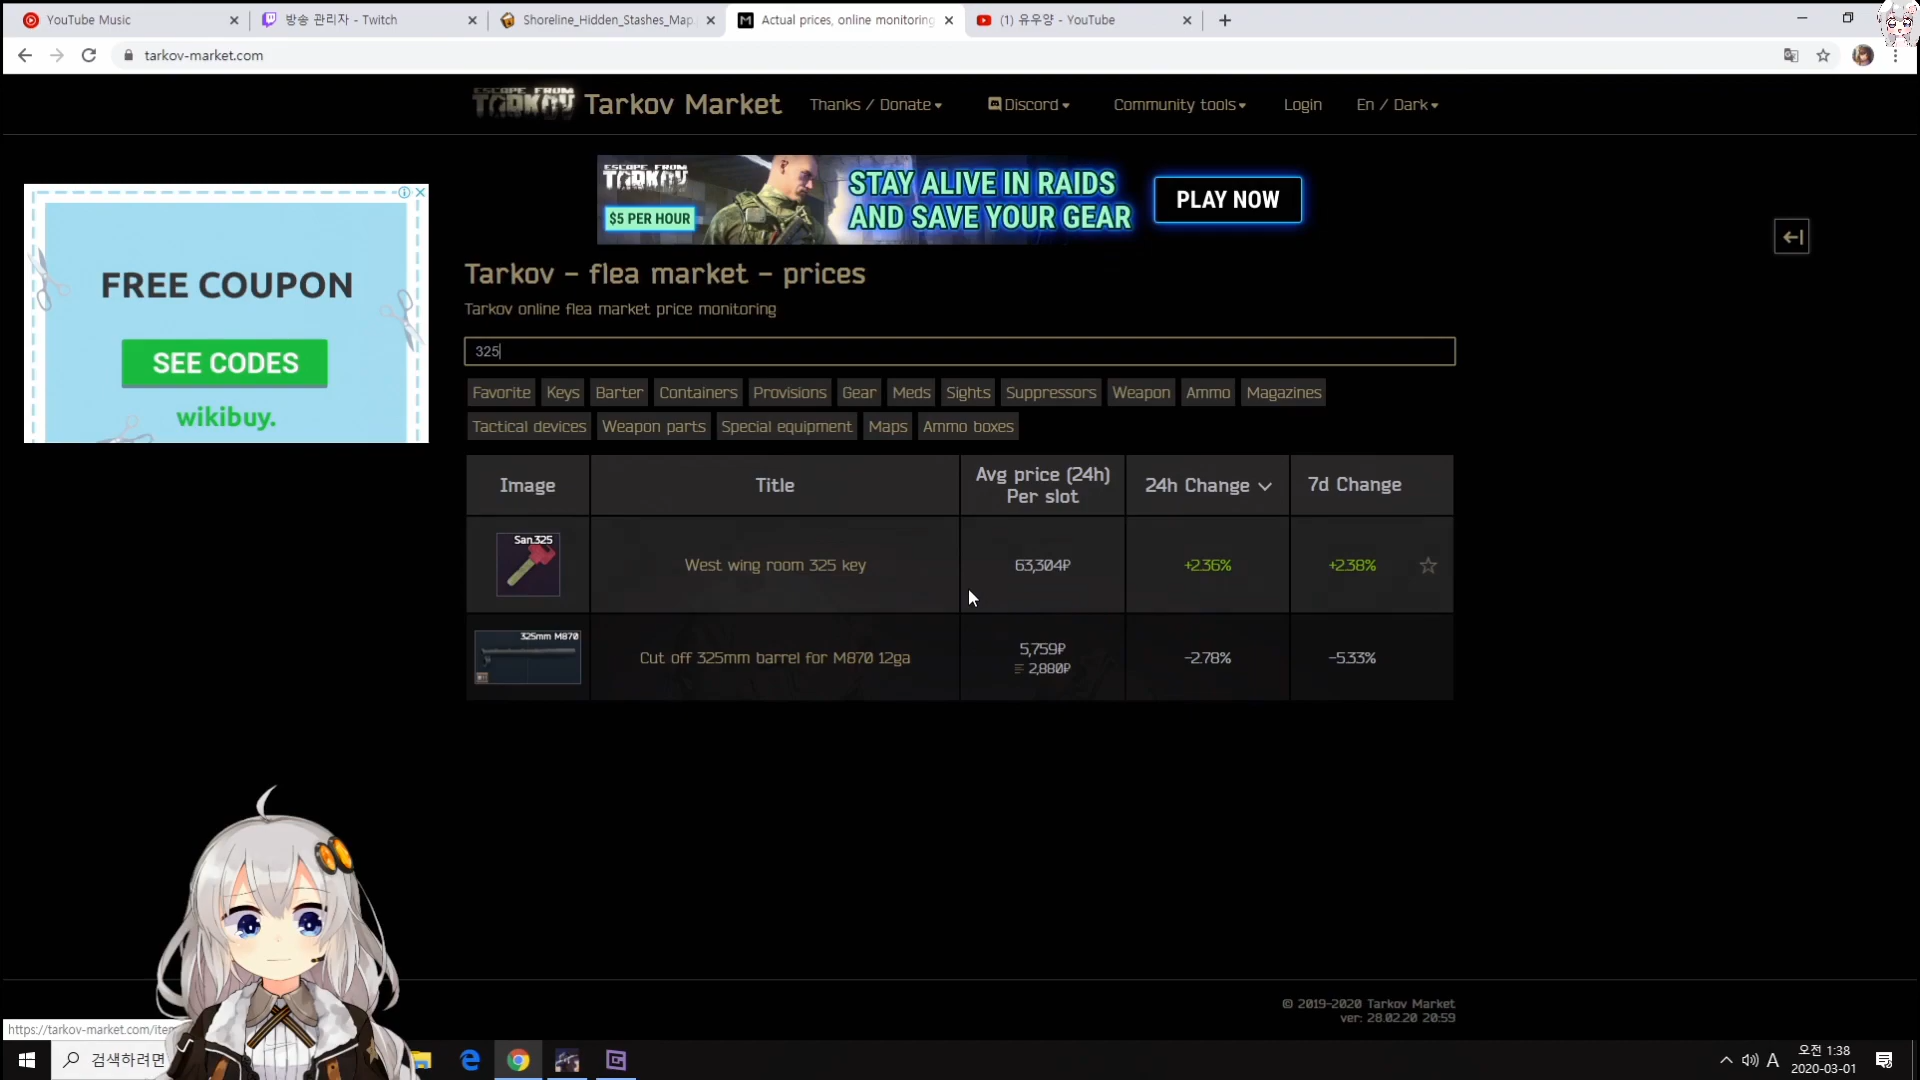 YouTube Music
방송 관리자 - Twitch
Shoreline_Hidden_Stashes_Map.
Actual prices, online monitoring
(1) 유우양 - YouTube
tarkov-market.com
ESCAPE FROM
TARKOV
Tarkov Market
Thanks / Donate
Discord
Community tools
Login
En / Dark
ESCAPE FROM
TARKOV
$5 PER HOUR
STAY ALIVE IN RAIDS
AND SAVE YOUR GEAR
PLAY NOW
FREE COUPON
SEE CODES
wikibuy.
Tarkov - flea market - prices
Tarkov online flea market price monitoring
325
Favorite Keys Barter Containers Provisions Gear Meds Sights Suppressors Weapon Ammo Magazines
Tactical devices Weapon parts Special equipment Maps Ammo boxes
Image
Title
Avg price (24h)
Per slot
24h Change
7d Change
San.325
West wing room 325 key
63,304₽
+2.36%
+2.38%
325mm M870
Cut off 325mm barrel for M870 12ga
5,759₽
2,880₽
-2.78%
-5.33%
© 2019-2020 Tarkov Market
ver: 28.02.20 20:59
https://tarkov-market.com/iter
검색하려면
A
오전 1:38
2020-03-01